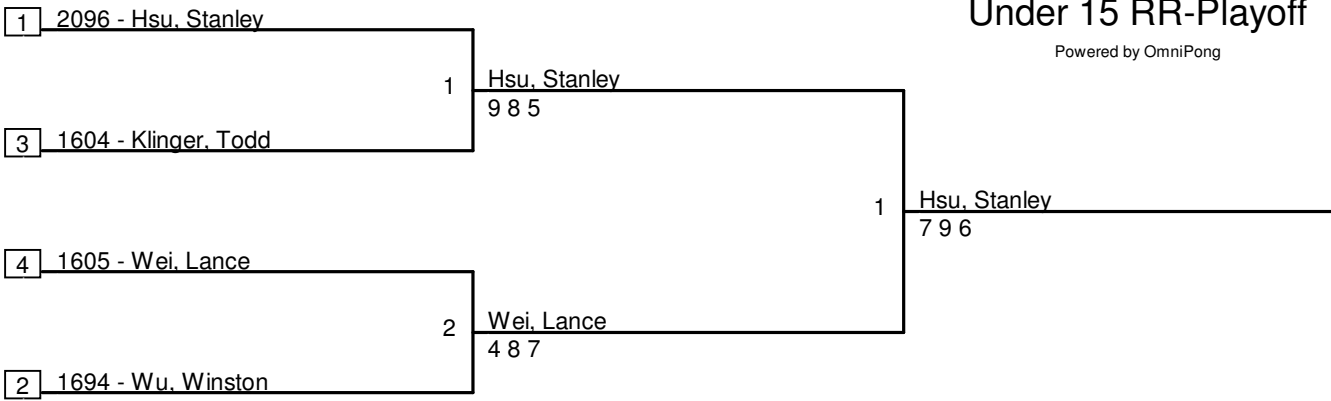 Under 15 RR-Playoff
Powered by OmniPong
1 2096 - Hsu, Stanley
1 Hsu, Stanley
9 8 5
3 1604 - Klinger, Todd
1 Hsu, Stanley
7 9 6
4 1605 - Wei, Lance
2 Wei, Lance
4 8 7
2 1694 - Wu, Winston